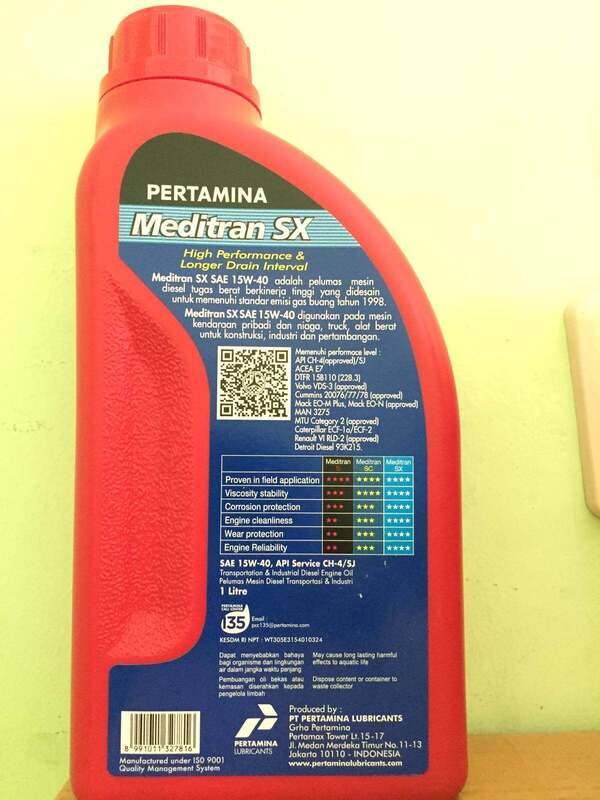 PERTAMINA
Meditran SX
High Performance &
Longer Drain Interval
Meditran SX SAE 15W-40 adalah pelumas mesin
diesel tugas berat berkinerja tinggi yang didesain
untuk memenuhi standar emisi gas buang tahun 1998.
Meditran SX SAE 15W-40 digunakan pada mesin
kendaraan pribadi dan niaga, truck, alat berat
untuk konstruksi, industri dan pertambangan.
Memenuhi performace level :
API CH-4(approved)/SJ
ACEA E7
DTFR 15B110 (228.3)
Volvo VDS-3 (approved)
Cummins 20076/77/78 (approved)
Mack EO-M Plus, Mack EO-N (approved)
MAN 3275
MTU Category 2 (approved)
Caterpillar ECF-1a/ECF-2
Renault VI RLD-2 (approved)
Detroit Diesel 93K215.
Meditran S Meditran SC Meditran SX
Proven in field application ★★★★ ★★★★ ★★★★
Viscosity stability ★★★ ★★★★ ★★★★
Corrosion protection ★★★ ★★★ ★★★★
Engine cleanliness ★★ ★★★ ★★★★
Wear protection ★★ ★★★ ★★★★
Engine Reliability ★★ ★★★ ★★★★
SAE 15W-40, API Service CH-4/SJ
Transportation & Industrial Diesel Engine Oil
Pelumas Mesin Diesel Transportasi & Industri
1 Litre
PERTAMINA
CALL CENTER
135
Email :
pcc135@pertamina.com
KESDM RI NPT : WT305E3154010324
Dapat menyebabkan bahaya
bagi organisme dan lingkungan
air dalam jangka waktu panjang
May cause long lasting harmful
effects to aquatic life
Pembuangan oli bekas atau
kemasan diserahkan kepada
pengelola limbah
Dispose content or container to
waste collector
8 991011 327816
Manufactured under ISO 9001
Quality Management System
PERTAMINA
LUBRICANTS
Produced by :
PT PERTAMINA LUBRICANTS
Grha Pertamina
Pertamax Tower Lt.15-17
Jl. Medan Merdeka Timur No.11-13
Jakarta 10110 - INDONESIA
www.pertaminalubricants.com